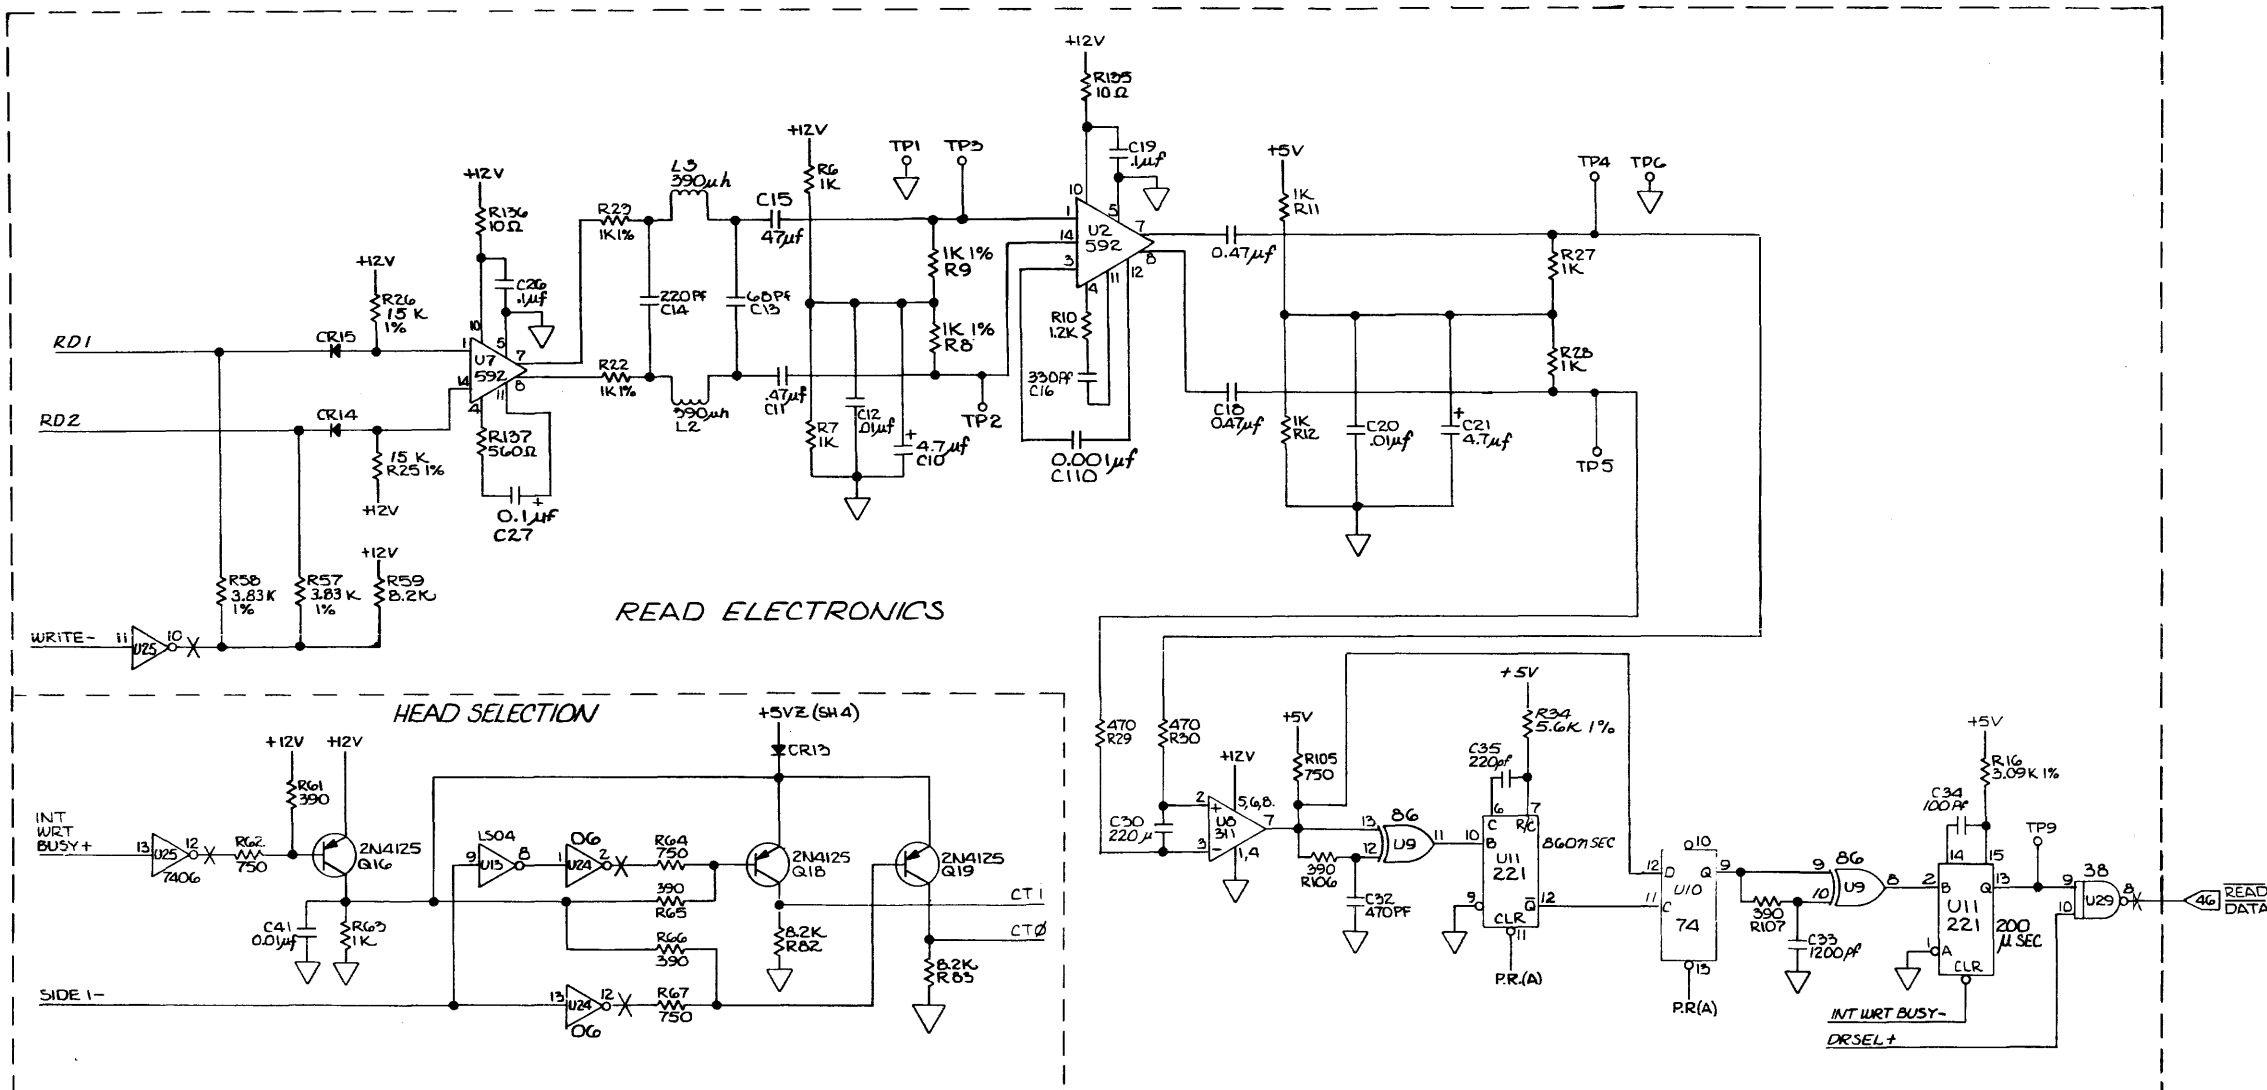 +12V
R135
10Ω
C19
.1µf
+12V
R6
1K
TP1
TP3
+5V
1K
R11
TP4
TP6
+12V
R136
10Ω
L3
390µh
C15
.47µf
R23
1K1%
10
5
1
14
3
U2
592
7
8
4
11
12
0.47µf
R27
1K
1K 1%
R9
+12V
R26
15 K
1%
C26
.1µf
220Pf
C14
68Pf
C13
1K 1%
R8
R10
1.2K
330Pf
C16
R28
1K
RD1
CR15
10
5
1
U7
592
7
8
14
4
11
R22
1K1%
390µh
L2
.47µf
C11
C12
.01µf
R7
1K
+
4.7µf
C10
TP2
0.001µf
C110
C18
0.47µf
1K
R12
C20
.01µf
+
C21
4.7µf
TP5
RD2
CR14
15 K
R25 1%
+12V
R137
560Ω
+
0.1µf
C27
R58
3.83K
1%
R57
3.83K
1%
+12V
R59
8.2K
READ ELECTRONICS
WRITE-
11
U25
10
HEAD SELECTION
+5VZ (SH4)
CR13
+12V
+12V
R61
390
INT
WRT
BUSY+
13
U25
12
7406
R62
750
2N4125
Q16
C41
0.01µf
R63
1K
LS04
9
U13
8
06
1
U24
2
R64
750
390
R65
R66
390
2N4125
Q18
2N4125
Q19
CT1
CTØ
8.2K
R82
8.2K
R83
SIDE 1-
13
U24
12
06
R67
750
470
R29
470
R30
+12V
+5V
R105
750
C30
220µ
2
+
5,6,8.
U8
311
7
3
-
1,4
390
R106
C32
470PF
86
13
12
U9
11
+5V
R34
5.6K 1%
C35
220pf
6
7
C
R/C
10
B
U11
221
860nSEC
9
Q
12
CLR
11
P.R.(A)
10
12
D
Q
9
U10
11
C
74
13
P.R(A)
390
R107
C33
1200pf
86
9
10
U9
8
+5V
R16
3.09K 1%
C34
100Pf
14
15
2
B
Q
13
U11
221
200
µSEC
1
A
CLR
TP9
38
9
10
U29
8
46
READ
DATA
INT WRT BUSY-
DRSEL+